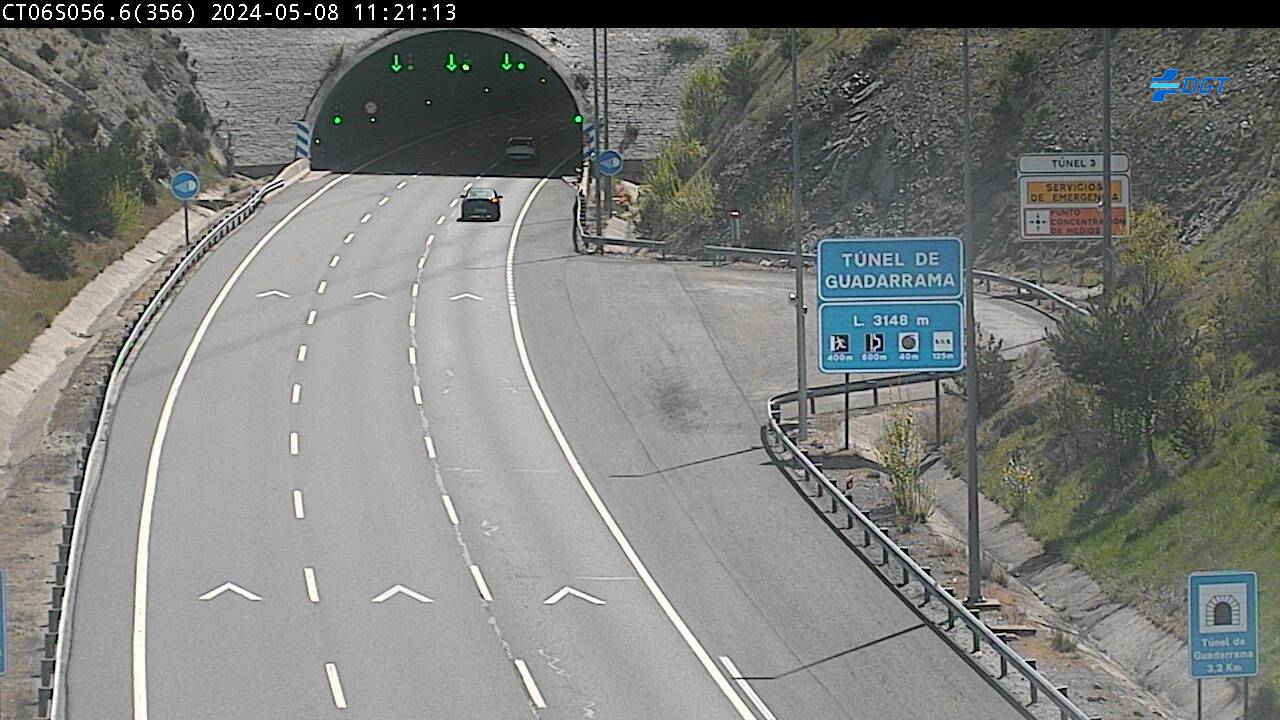 CT06S056.6(356) 2024-05-08 11:21:13
DGT
TÚNEL 3
SERVICIOS
DE EMERGENCIA
PUNTO
CONCENTRACIÓN
DE MEDIOS
TÚNEL DE
GUADARRAMA
L. 3148 m
S.O.S
400m 600m 40m 125m
Túnel de
Guadarrama
3,2 Km